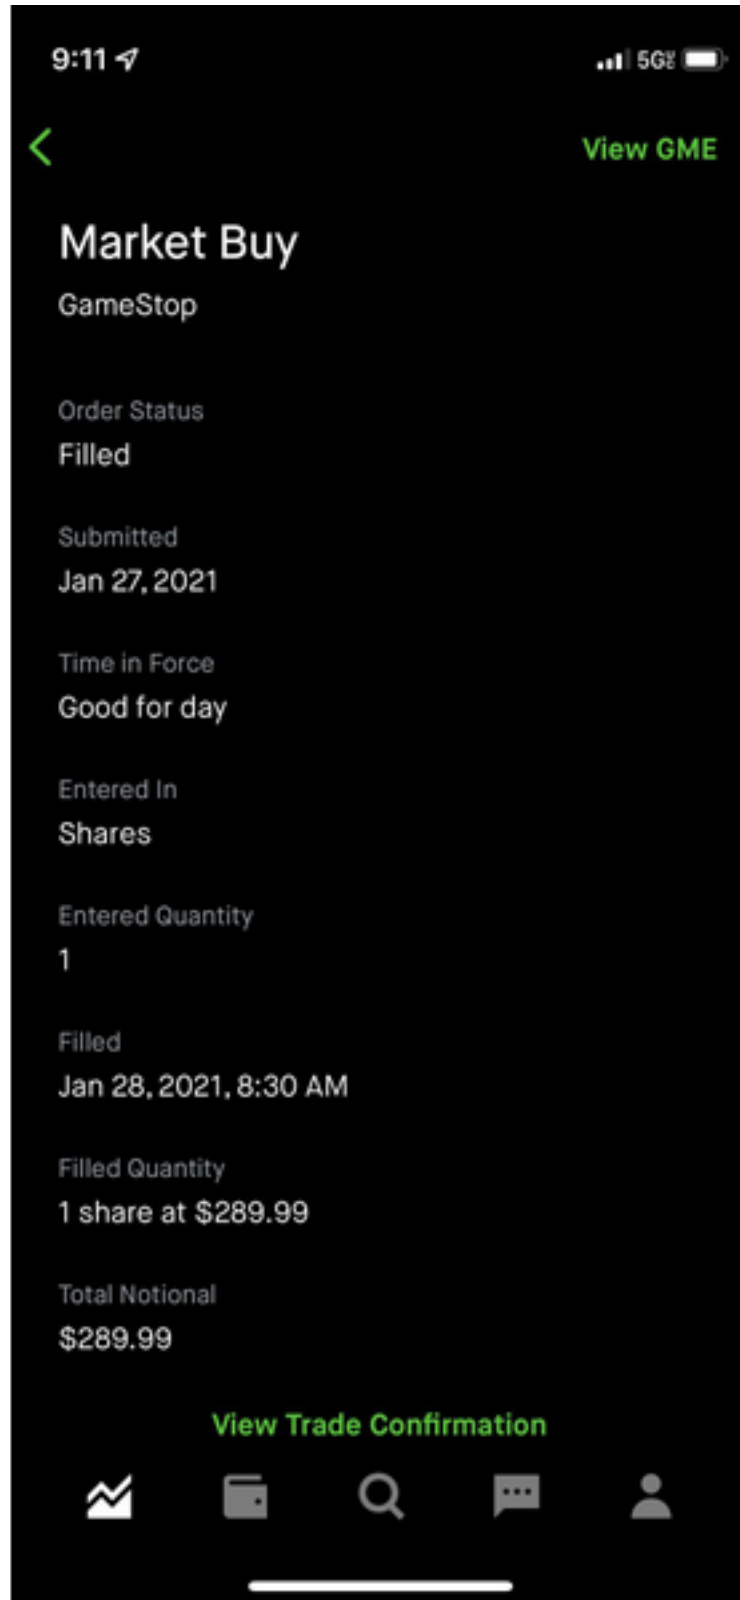 9:11
5G
View GME
Market Buy
GameStop
Order Status
Filled
Submitted
Jan 27, 2021
Time in Force
Good for day
Entered In
Shares
Entered Quantity
1
Filled
Jan 28, 2021, 8:30 AM
Filled Quantity
1 share at $289.99
Total Notional
$289.99
View Trade Confirmation